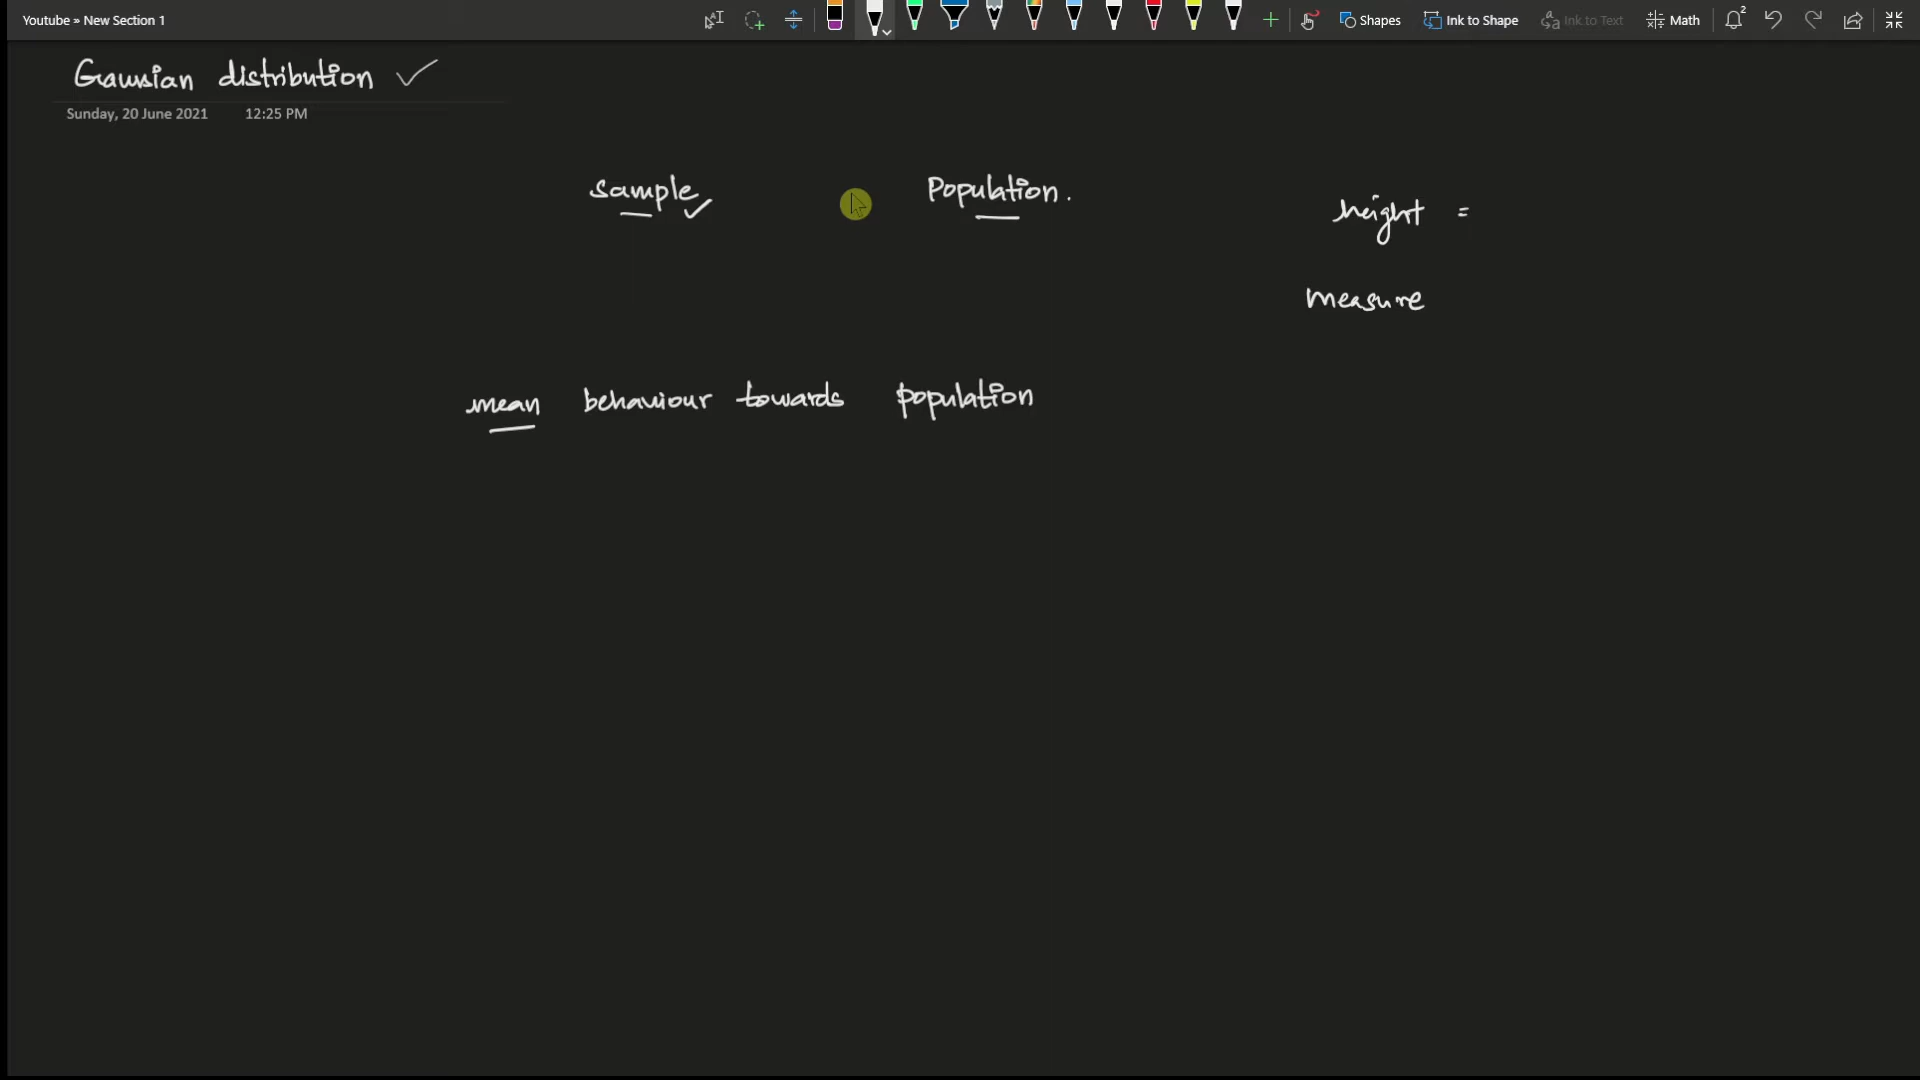 Youtube » New Section 1
Shapes
Ink to Shape
Ink to Text
Math
2
Gaussian distribution ✓
Sunday, 20 June 2021 12:25 PM
sample ✓ Population.
height =
measure
mean behaviour towards population